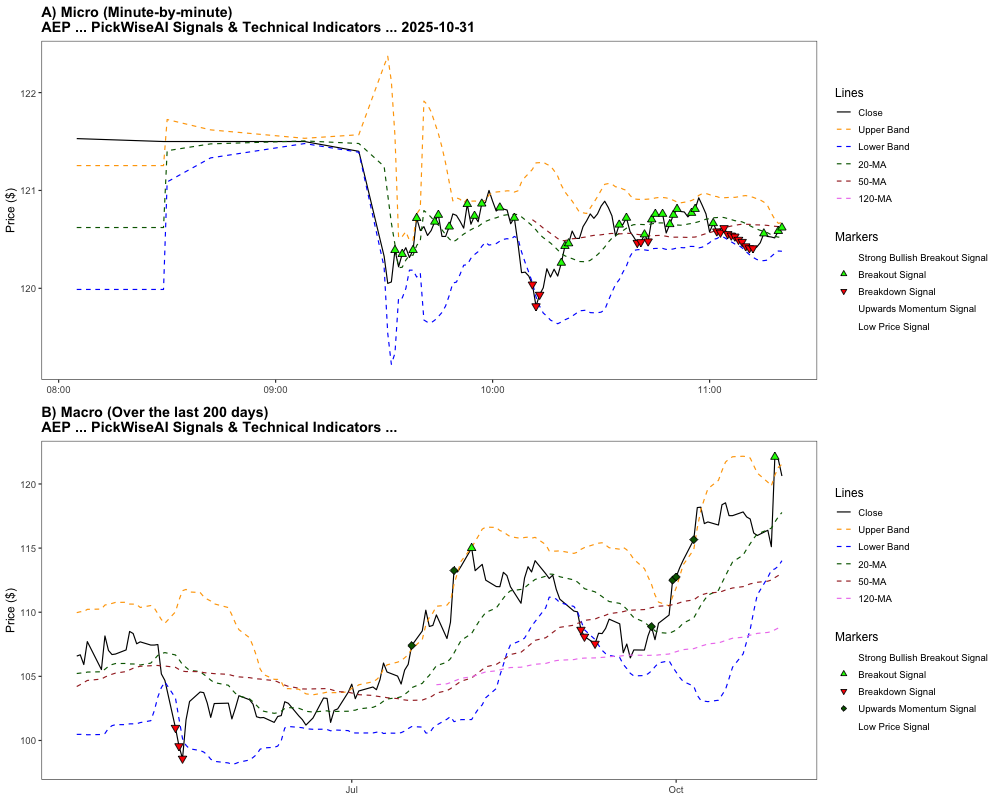 A) Micro (Minute-by-minute)
AEP ... PickWiseAI Signals & Technical Indicators ... 2025-10-31
Price ($)
122
121
120
08:00
09:00
10:00
11:00
Lines
Close
Upper Band
Lower Band
20-MA
50-MA
120-MA
Markers
Strong Bullish Breakout Signal
Breakout Signal
Breakdown Signal
Upwards Momentum Signal
Low Price Signal
B) Macro (Over the last 200 days)
AEP ... PickWiseAI Signals & Technical Indicators ...
Price ($)
120
115
110
105
100
Jul
Oct
Lines
Close
Upper Band
Lower Band
20-MA
50-MA
120-MA
Markers
Strong Bullish Breakout Signal
Breakout Signal
Breakdown Signal
Upwards Momentum Signal
Low Price Signal